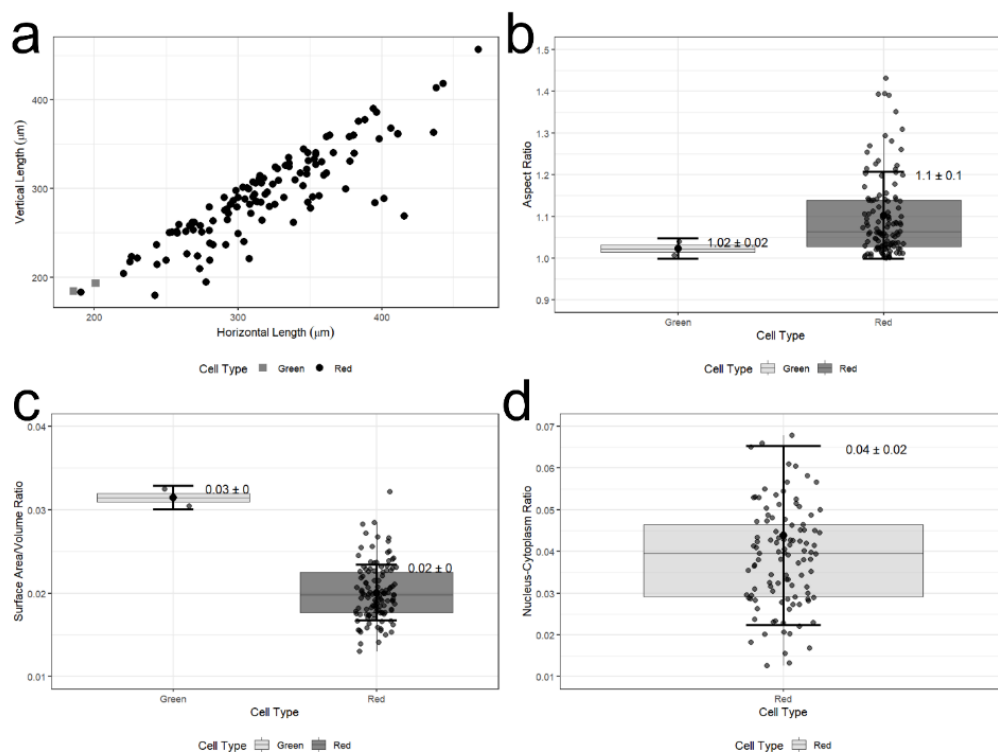 a
Vertical Length (μm)
400
300
200
200
300
400
Horizontal Length (μm)
Cell Type
Green
Red
b
Aspect Ratio
1.5
1.4
1.3
1.2
1.1
1.0
0.9
1.02 ± 0.02
1.1 ± 0.1
Green
Red
Cell Type
Cell Type
Green
Red
c
Surface Area/Volume Ratio
0.04
0.03
0.02
0.01
0.03 ± 0
0.02 ± 0
Green
Red
Cell Type
Cell Type
Green
Red
d
Nucleus-Cytoplasm Ratio
0.07
0.06
0.05
0.04
0.03
0.02
0.01
0.04 ± 0.02
Red
Cell Type
Cell Type
Red